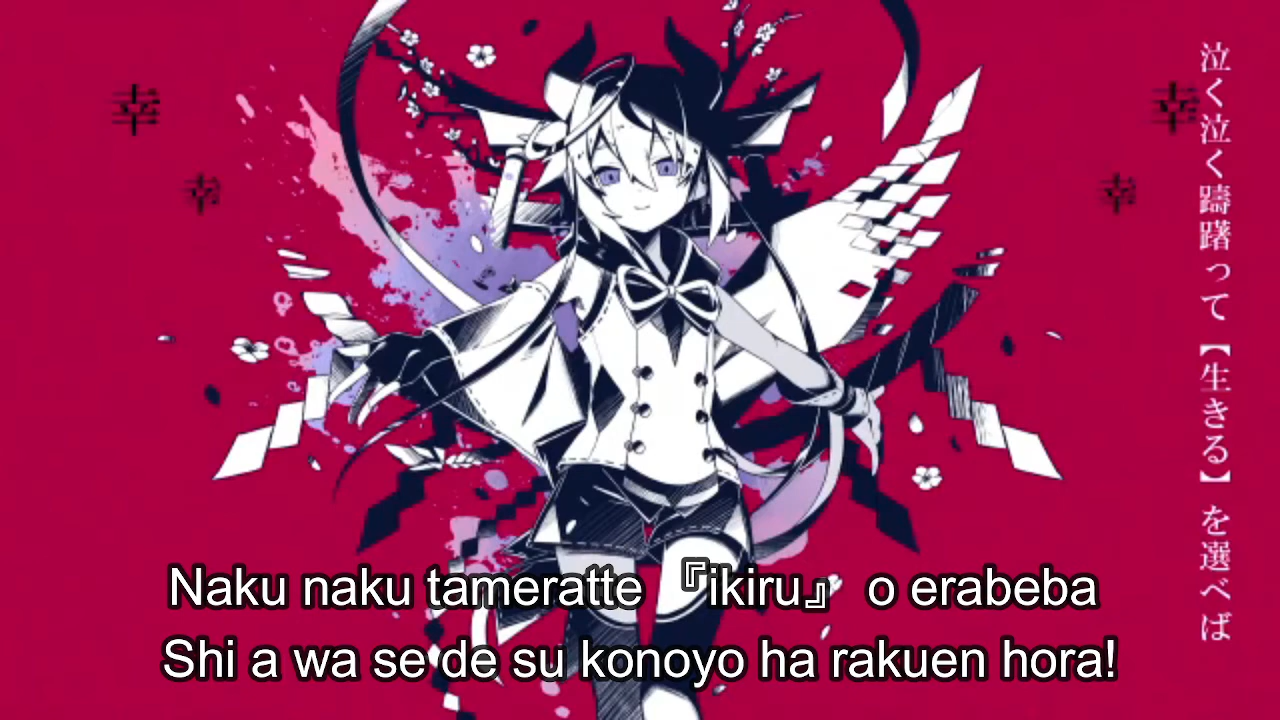 泣く泣く躊躇って【生きる】を選べば
幸
幸
幸
幸
Naku naku tameratte 『ikiru』 o erabeba
Shi a wa se de su konoyo ha rakuen hora!